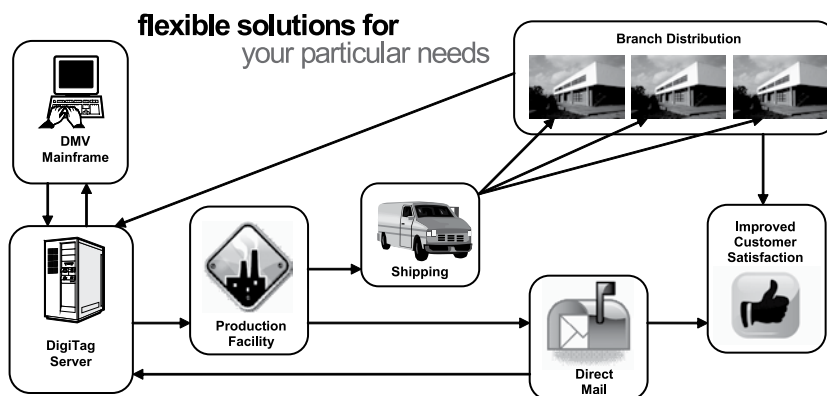 flexible solutions for
your particular needs
Branch Distribution
DMV
Mainframe
Shipping
Improved
Customer
Satisfaction
DigiTag
Server
Production
Facility
Direct
Mail